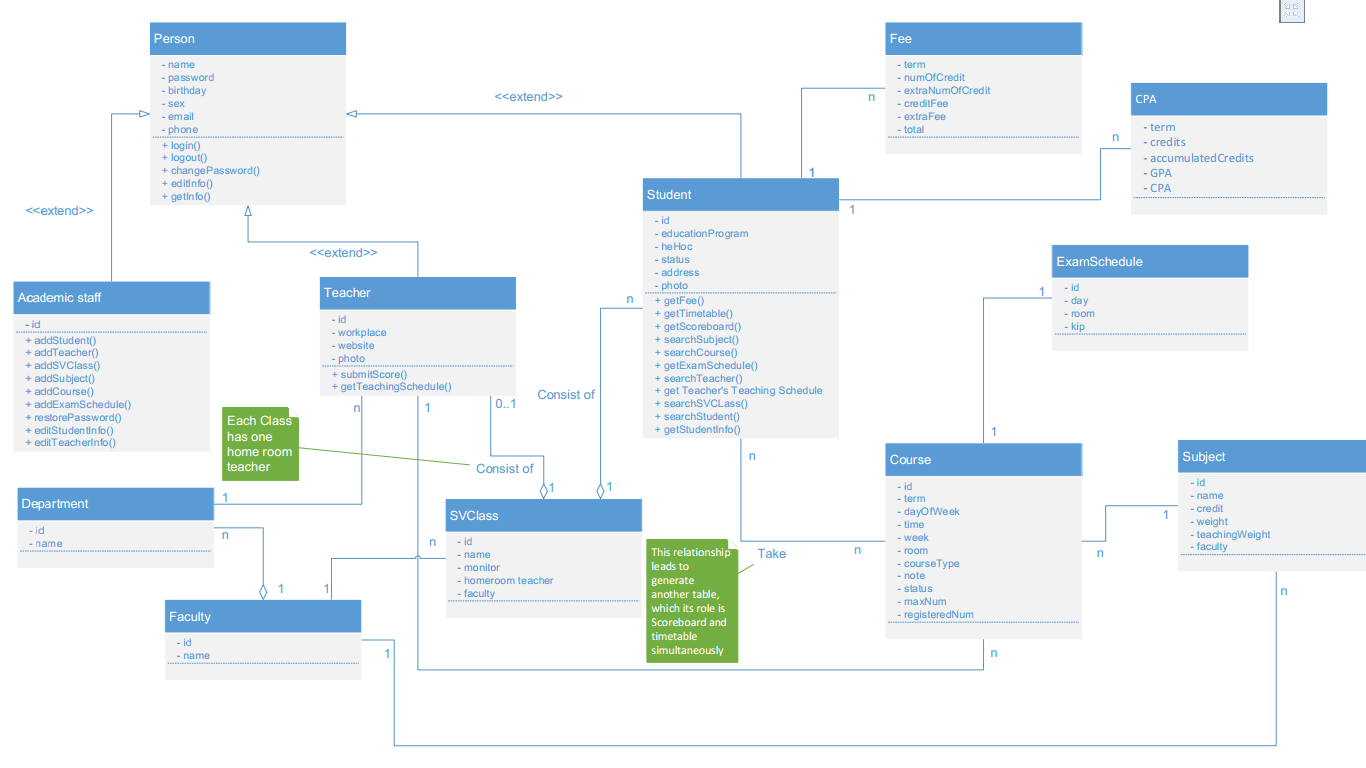 Person
- name
- password
- birthday
- sex
- email
- phone
+ login()
+ logout()
+ changePassword()
+ editInfo()
+ getInfo()
<<extend>>
<<extend>>
<<extend>>
Fee
- term
- numOfCredit
- extraNumOfCredit
- creditFee
- extraFee
- total
n
1
CPA
- term
- credits
- accumulatedCredits
- GPA
- CPA
n
1
Student
- id
- educationProgram
- heHoc
- status
- address
- photo
+ getFee()
+ getTimetable()
+ getScoreboard()
+ searchSubject()
+ searchCourse()
+ getExamSchedule()
+ searchTeacher()
+ get Teacher's Teaching Schedule
+ searchSVCLass()
+ searchStudent()
+ getStudentInfo()
n
Consist of
1
n
ExamSchedule
- id
- day
- room
- kip
1
1
Academic staff
- id
+ addStudent()
+ addTeacher()
+ addSVClass()
+ addSubject()
+ addCourse()
+ addExamSchedule()
+ restorePassword()
+ editStudentInfo()
+ editTeacherInfo()
Teacher
- id
- workplace
- website
- photo
+ submitScore()
+ getTeachingSchedule()
n
1
0..1
Each Class
has one
home room
teacher
Consist of
1
Department
- id
- name
1
n
1
1
Faculty
- id
- name
1
SVClass
- id
- name
- monitor
- homeroom teacher
- faculty
n
This relationship
leads to
generate
another table,
which its role is
Scoreboard and
timetable
simultaneously
Take
n
Course
- id
- term
- dayOfWeek
- time
- week
- room
- courseType
- note
- status
- maxNum
- registeredNum
n
n
1
Subject
- id
- name
- credit
- weight
- teachingWeight
- faculty
n